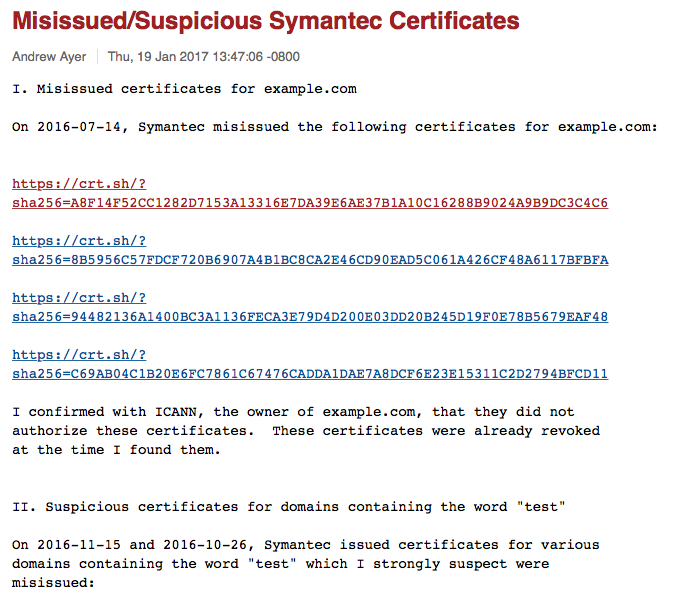 Misissued/Suspicious Symantec Certificates
Andrew Ayer Thu, 19 Jan 2017 13:47:06 -0800
I. Misissued certificates for example.com
On 2016-07-14, Symantec misissued the following certificates for example.com:
https://crt.sh/?
sha256=A8F14F52CC1282D7153A13316E7DA39E6AE37B1A10C16288B9024A9B9DC3C4C6
https://crt.sh/?
sha256=8B5956C57FDCF720B6907A4B1BC8CA2E46CD90EAD5C061A426CF48A6117BFBFA
https://crt.sh/?
sha256=94482136A1400BC3A1136FECA3E79D4D200E03DD20B245D19F0E78B5679EAF48
https://crt.sh/?
sha256=C69AB04C1B20E6FC7861C67476CADDA1DAE7A8DCF6E23E15311C2D2794BFCD11
I confirmed with ICANN, the owner of example.com, that they did not
authorize these certificates.  These certificates were already revoked
at the time I found them.
II. Suspicious certificates for domains containing the word "test"
On 2016-11-15 and 2016-10-26, Symantec issued certificates for various
domains containing the word "test" which I strongly suspect were
misissued: